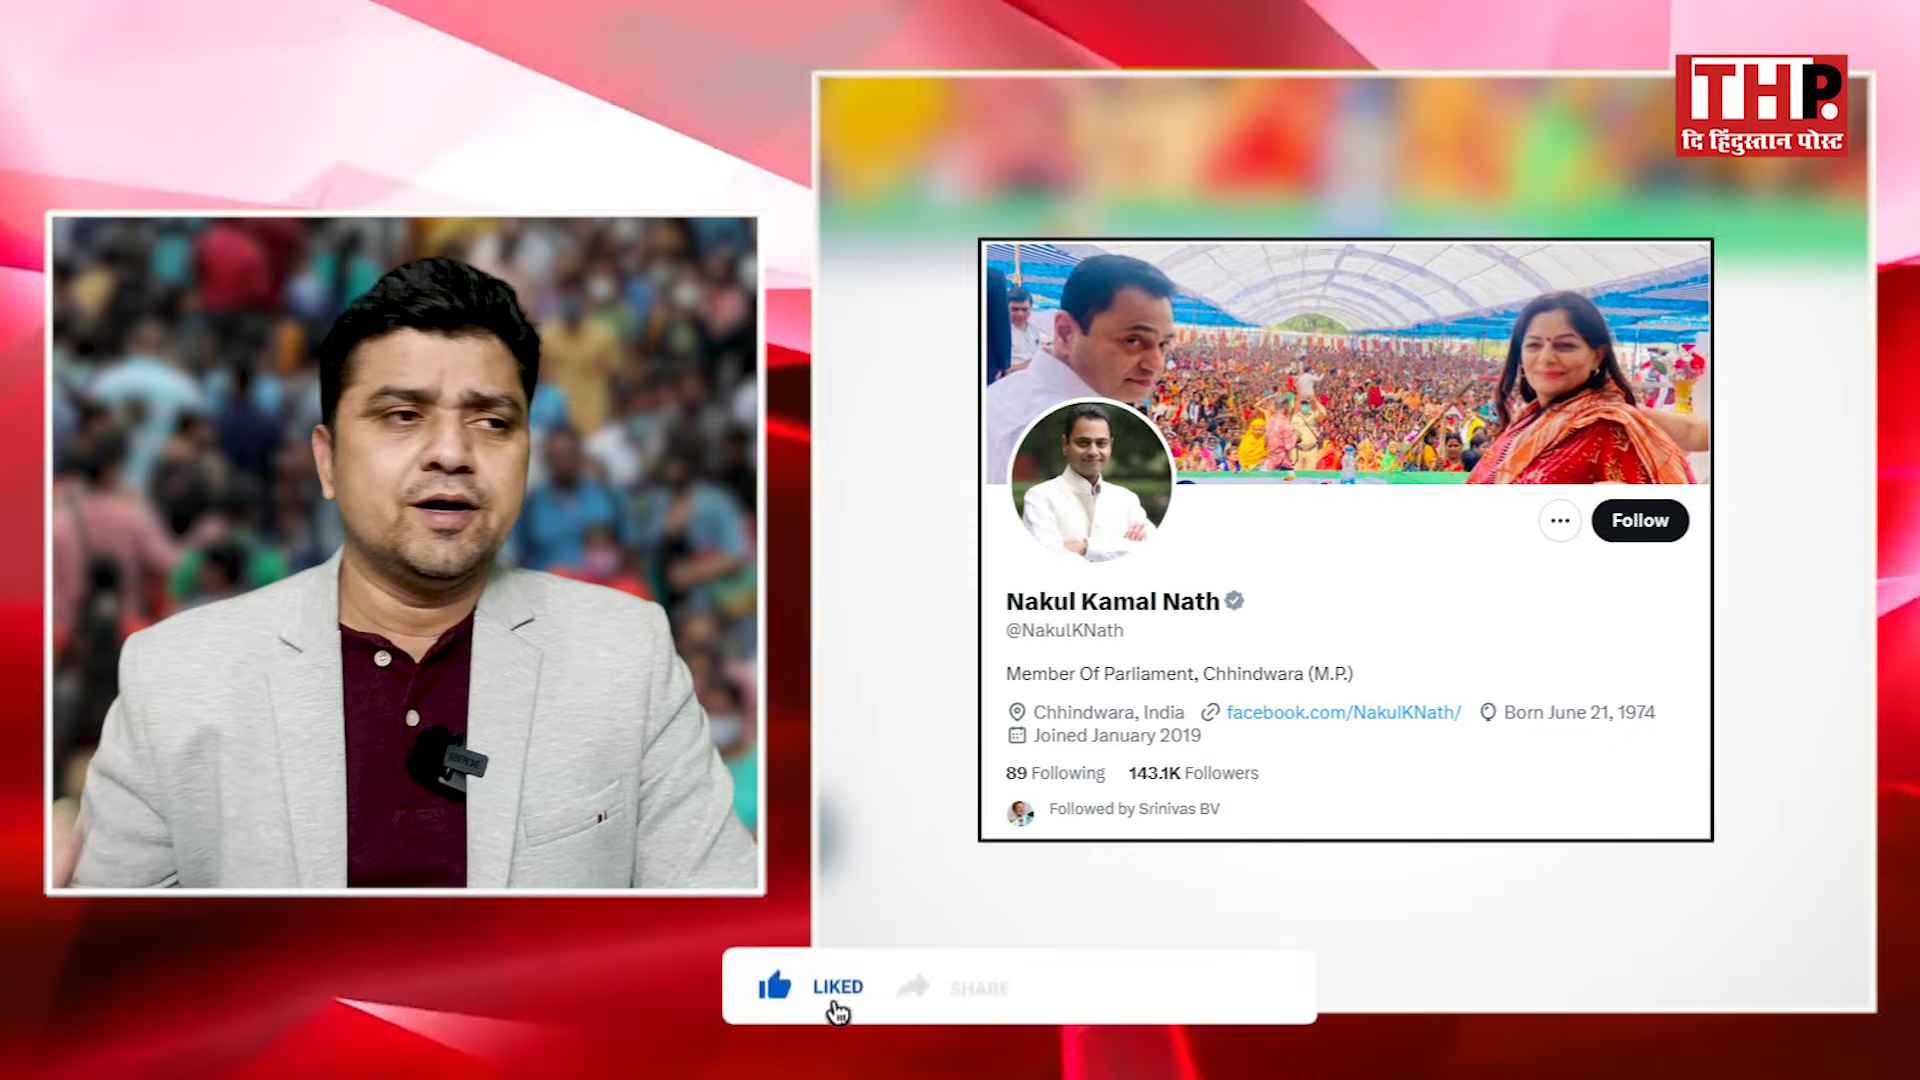 THP.
दि हिंदुस्तान पोस्ट
Follow
Nakul Kamal Nath
@NakulKNath
Member Of Parliament, Chhindwara (M.P.)
Chhindwara, India facebook.com/NakulKNath/ Born June 21, 1974
Joined January 2019
89 Following 143.1K Followers
Followed by Srinivas BV
LIKED SHARE